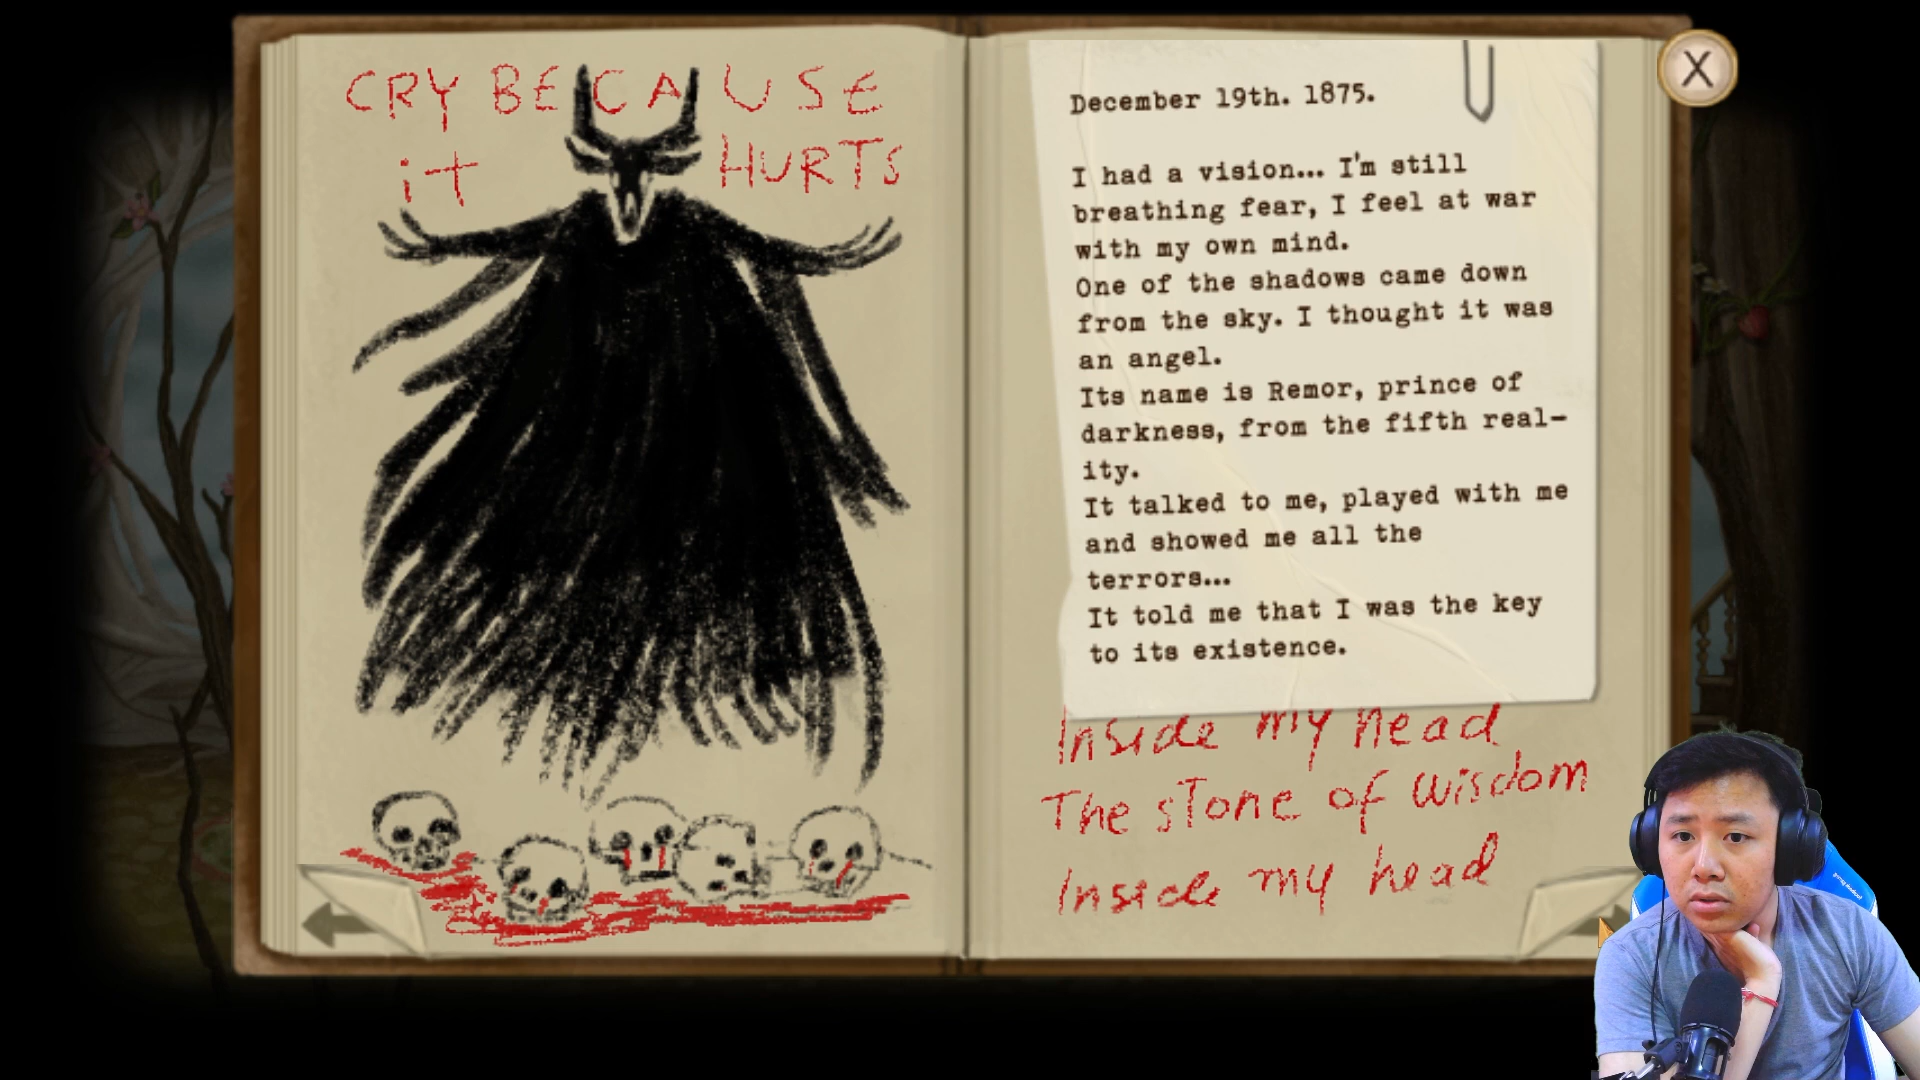 CRY BECAUSE
it HURTS
December 19th. 1875.
I had a vision... I'm still
breathing fear, I feel at war
with my own mind.
One of the shadows came down
from the sky. I thought it was
an angel.
Its name is Remor, prince of
darkness, from the fifth real-
ity.
It talked to me, played with me
and showed me all the
terrors...
It told me that I was the key
to its existence.
Inside my head
The stone of wisdom
Inside my head
X